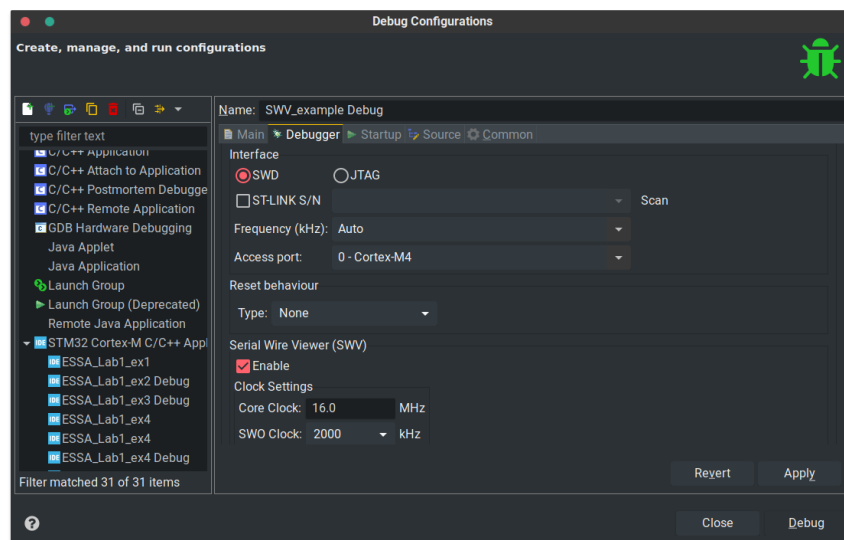 Debug Configurations
Create, manage, and run configurations
Name: SWV_example Debug
type filter text
C/C++ Application
C/C++ Attach to Application
C/C++ Postmortem Debugge
C/C++ Remote Application
GDB Hardware Debugging
Java Applet
Java Application
Launch Group
Launch Group (Deprecated)
Remote Java Application
STM32 Cortex-M C/C++ Appl
ESSA_Lab1_ex1
ESSA_Lab1_ex2 Debug
ESSA_Lab1_ex3 Debug
ESSA_Lab1_ex4
ESSA_Lab1_ex4
ESSA_Lab1_ex4 Debug
Filter matched 31 of 31 items
Main Debugger Startup Source Common
Interface
SWD JTAG
ST-LINK S/N Scan
Frequency (kHz): Auto
Access port: 0 - Cortex-M4
Reset behaviour
Type: None
Serial Wire Viewer (SWV)
Enable
Clock Settings
Core Clock: 16.0 MHz
SWO Clock: 2000 kHz
Revert Apply
Close Debug